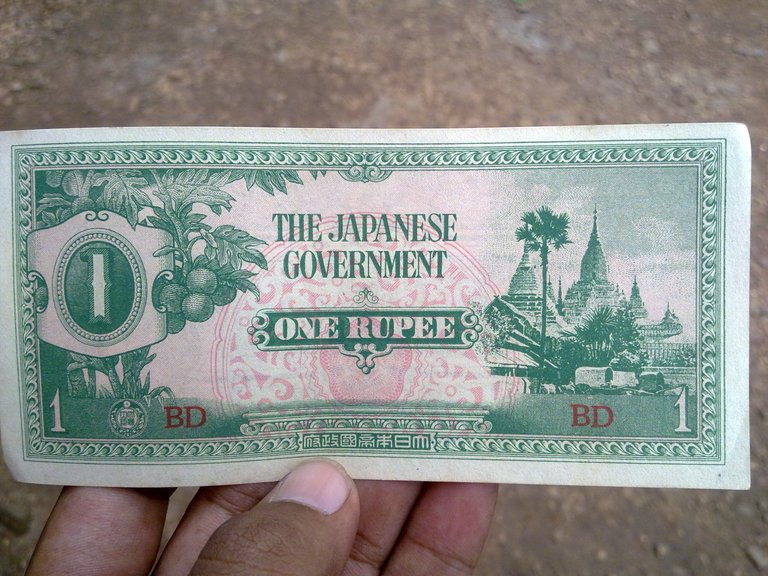 1
THE JAPANESE
GOVERNMENT
ONE RUPEE
1
BD
BD
1
府政國帝本日大